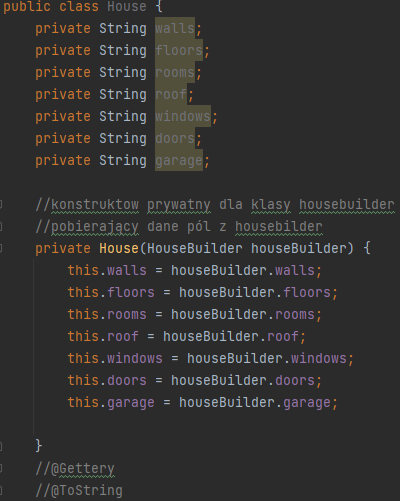 public class House {
private String walls;
private String floors;
private String rooms;
private String roof;
private String windows;
private String doors;
private String garage;
//konstruktow prywatny dla klasy housebuilder
//pobierający dane pól z housebilder
private House(HouseBuilder houseBuilder) {
this.walls = houseBuilder.walls;
this.floors = houseBuilder.floors;
this.rooms = houseBuilder.rooms;
this.roof = houseBuilder.roof;
this.windows = houseBuilder.windows;
this.doors = houseBuilder.doors;
this.garage = houseBuilder.garage;
}
//@Gettery
//@ToString